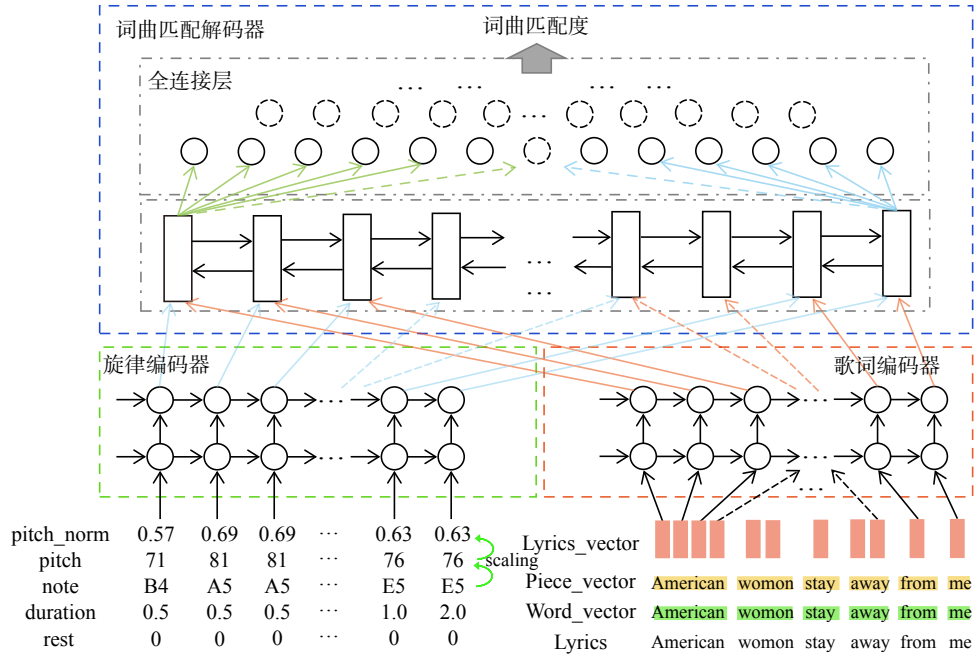 词曲匹配解码器
词曲匹配度
全连接层
... ... ... ...
...
...
...
旋律编码器
歌词编码器
... ...
... ...
...
pitch_norm 0.57 0.69 0.69 ... 0.63 0.63
pitch 71 81 81 ... 76 76
scaling
note B4 A5 A5 ... E5 E5
duration 0.5 0.5 0.5 ... 1.0 2.0
rest 0 0 0 ... 0 0
Lyrics_vector
Piece_vector American womon stay away from me
Word_vector American womon stay away from me
Lyrics American womon stay away from me